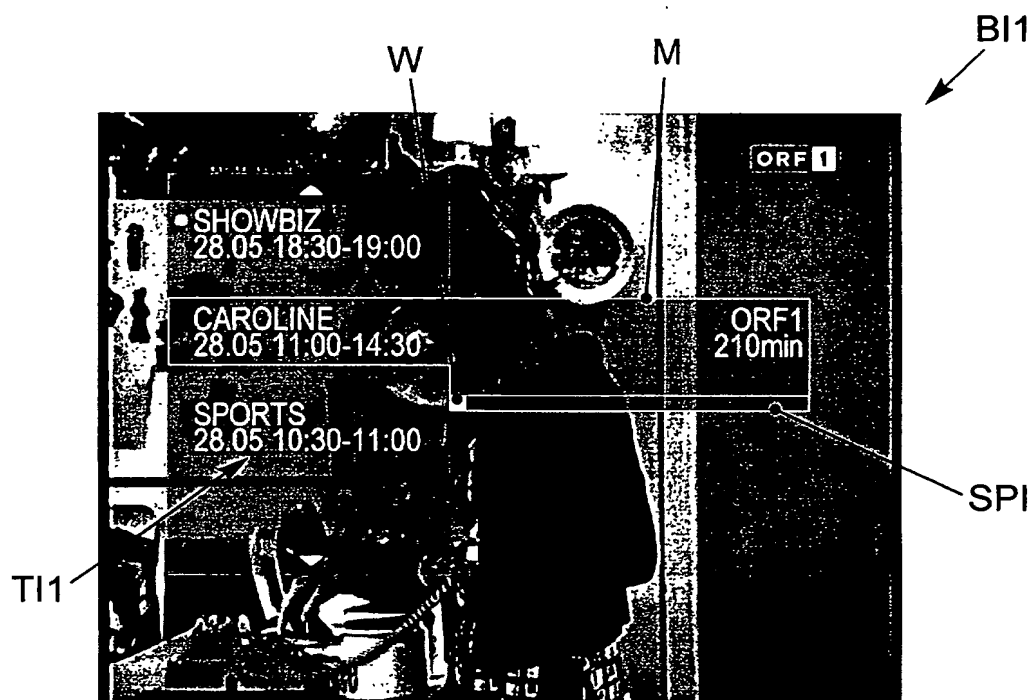 BI1
W
M
ORF 1
• SHOWBIZ
28.05 18:30-19:00
CAROLINE
28.05 11:00-14:30
ORF1
210min
SPORTS
28.05 10:30-11:00
SPI
TI1